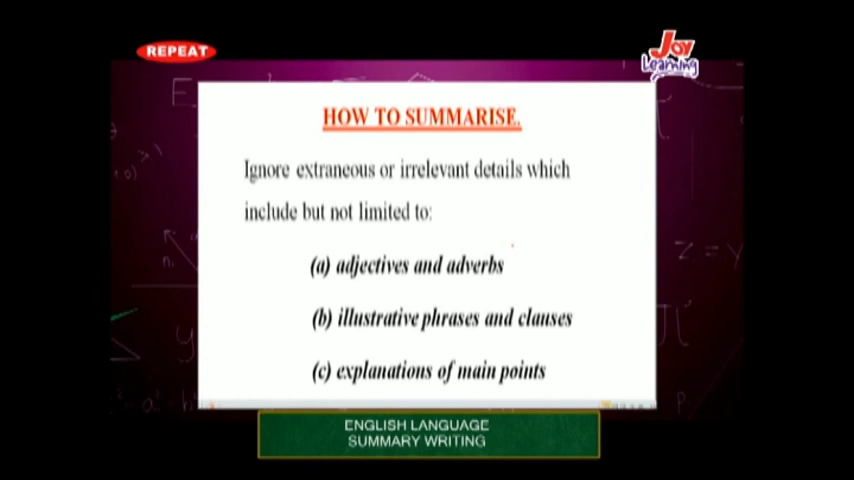 REPEAT
Joy
Learning
HOW TO SUMMARISE.
Ignore extraneous or irrelevant details which
include but not limited to:
(a) adjectives and adverbs
(b) illustrative phrases and clauses
(c) explanations of main points
Z = y
ENGLISH LANGUAGE
SUMMARY WRITING